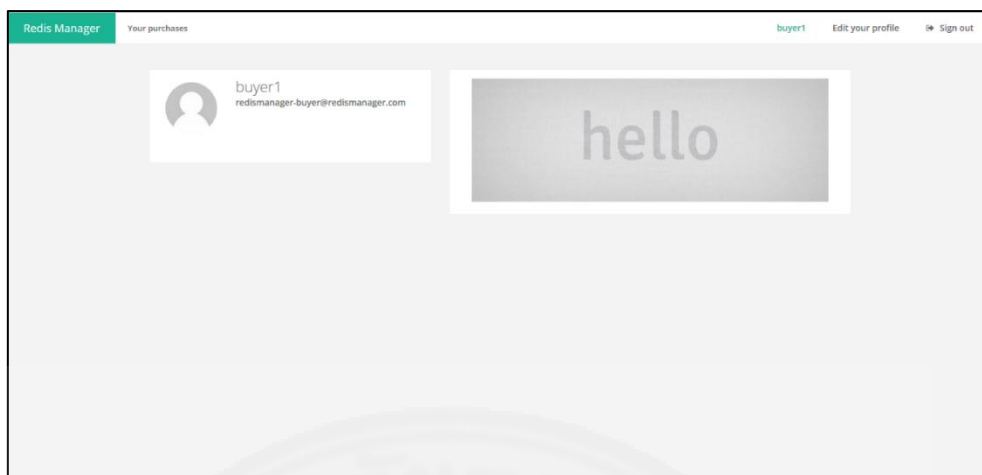 Redis Manager Your purchases buyer1 Edit your profile Sign out
buyer1
redismanager-buyer@redismanager.com
hello